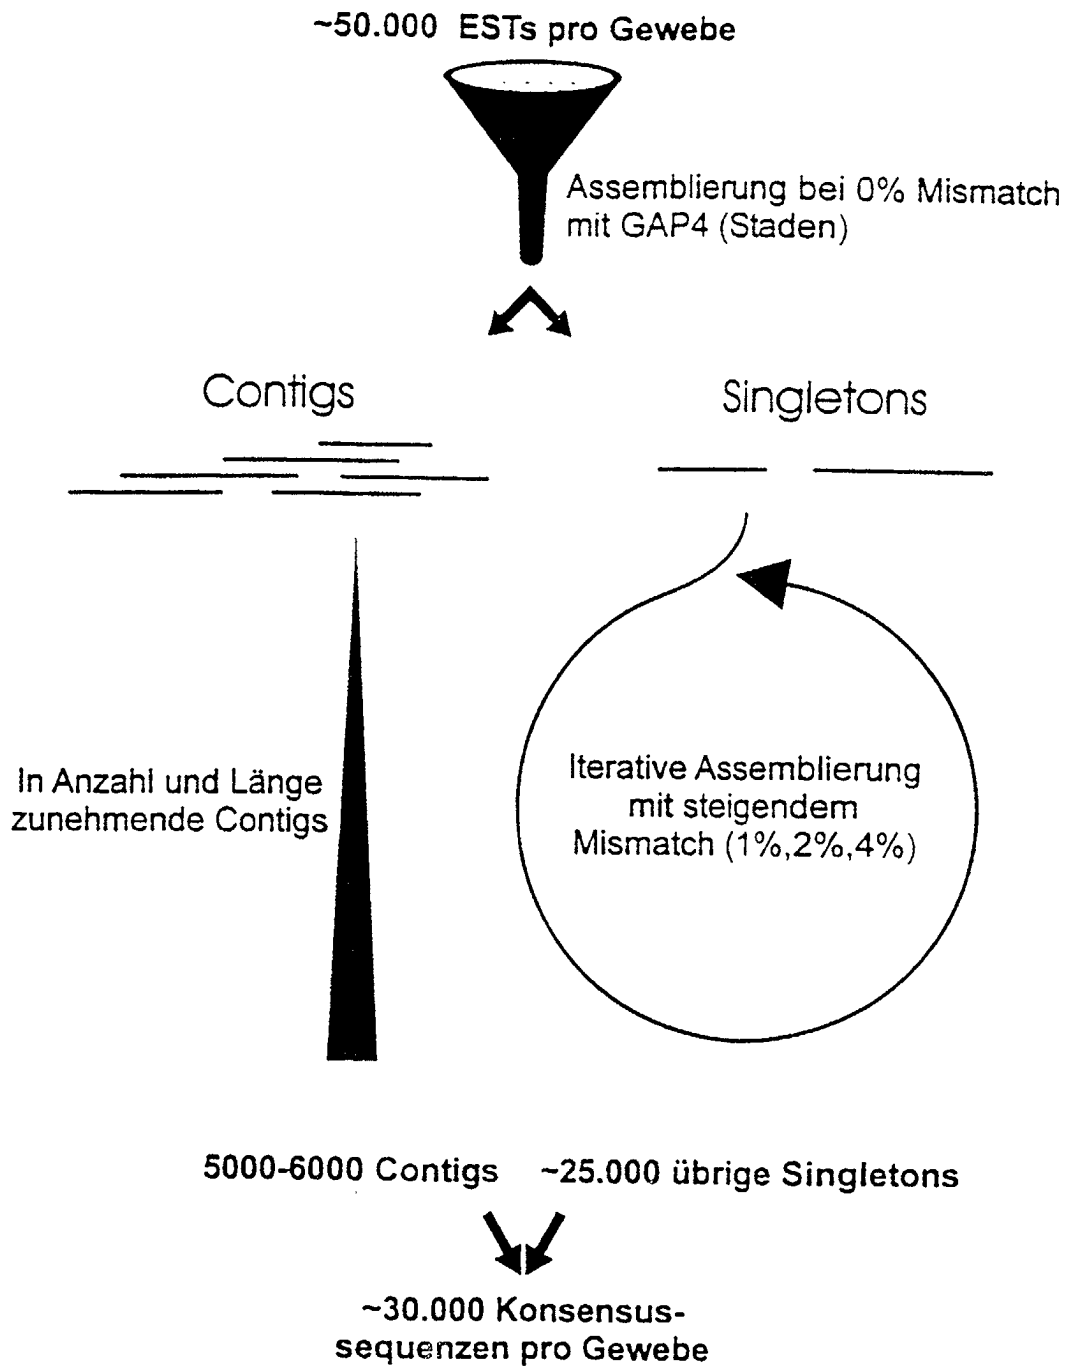 ~50.000 ESTs pro Gewebe
Assemblierung bei 0% Mismatch
mit GAP4 (Staden)
Contigs
Singletons
In Anzahl und Länge
zunehmende Contigs
Iterative Assemblierung
mit steigendem
Mismatch (1%,2%,4%)
5000-6000 Contigs
~25.000 übrige Singletons
~30.000 Konsensus-
sequenzen pro Gewebe